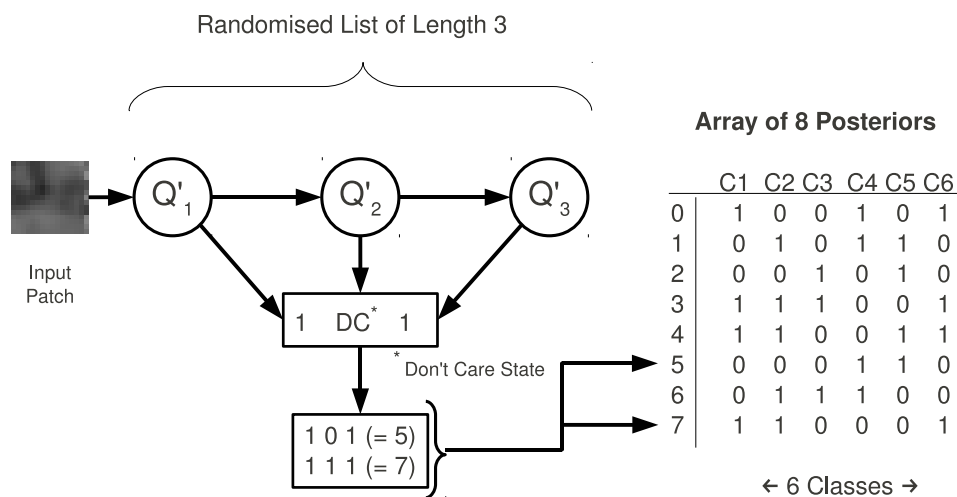 Randomised List of Length 3
Array of 8 Posteriors
Q'1
Q'2
Q'3
Input
Patch
1 DC* 1
* Don't Care State
1 0 1 (= 5)
1 1 1 (= 7)
C1 C2 C3 C4 C5 C6
0 1 0 0 1 0 1
1 0 1 0 1 1 0
2 0 0 1 0 1 0
3 1 1 1 0 0 1
4 1 1 0 0 1 1
5 0 0 0 1 1 0
6 0 1 1 1 0 0
7 1 1 0 0 0 1
← 6 Classes →